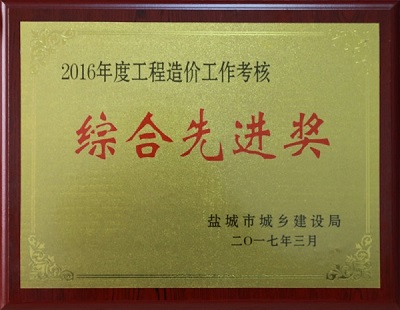 2016年度工程造价工作考核
综合先进奖
盐城市城乡建设局
二〇一七年三月